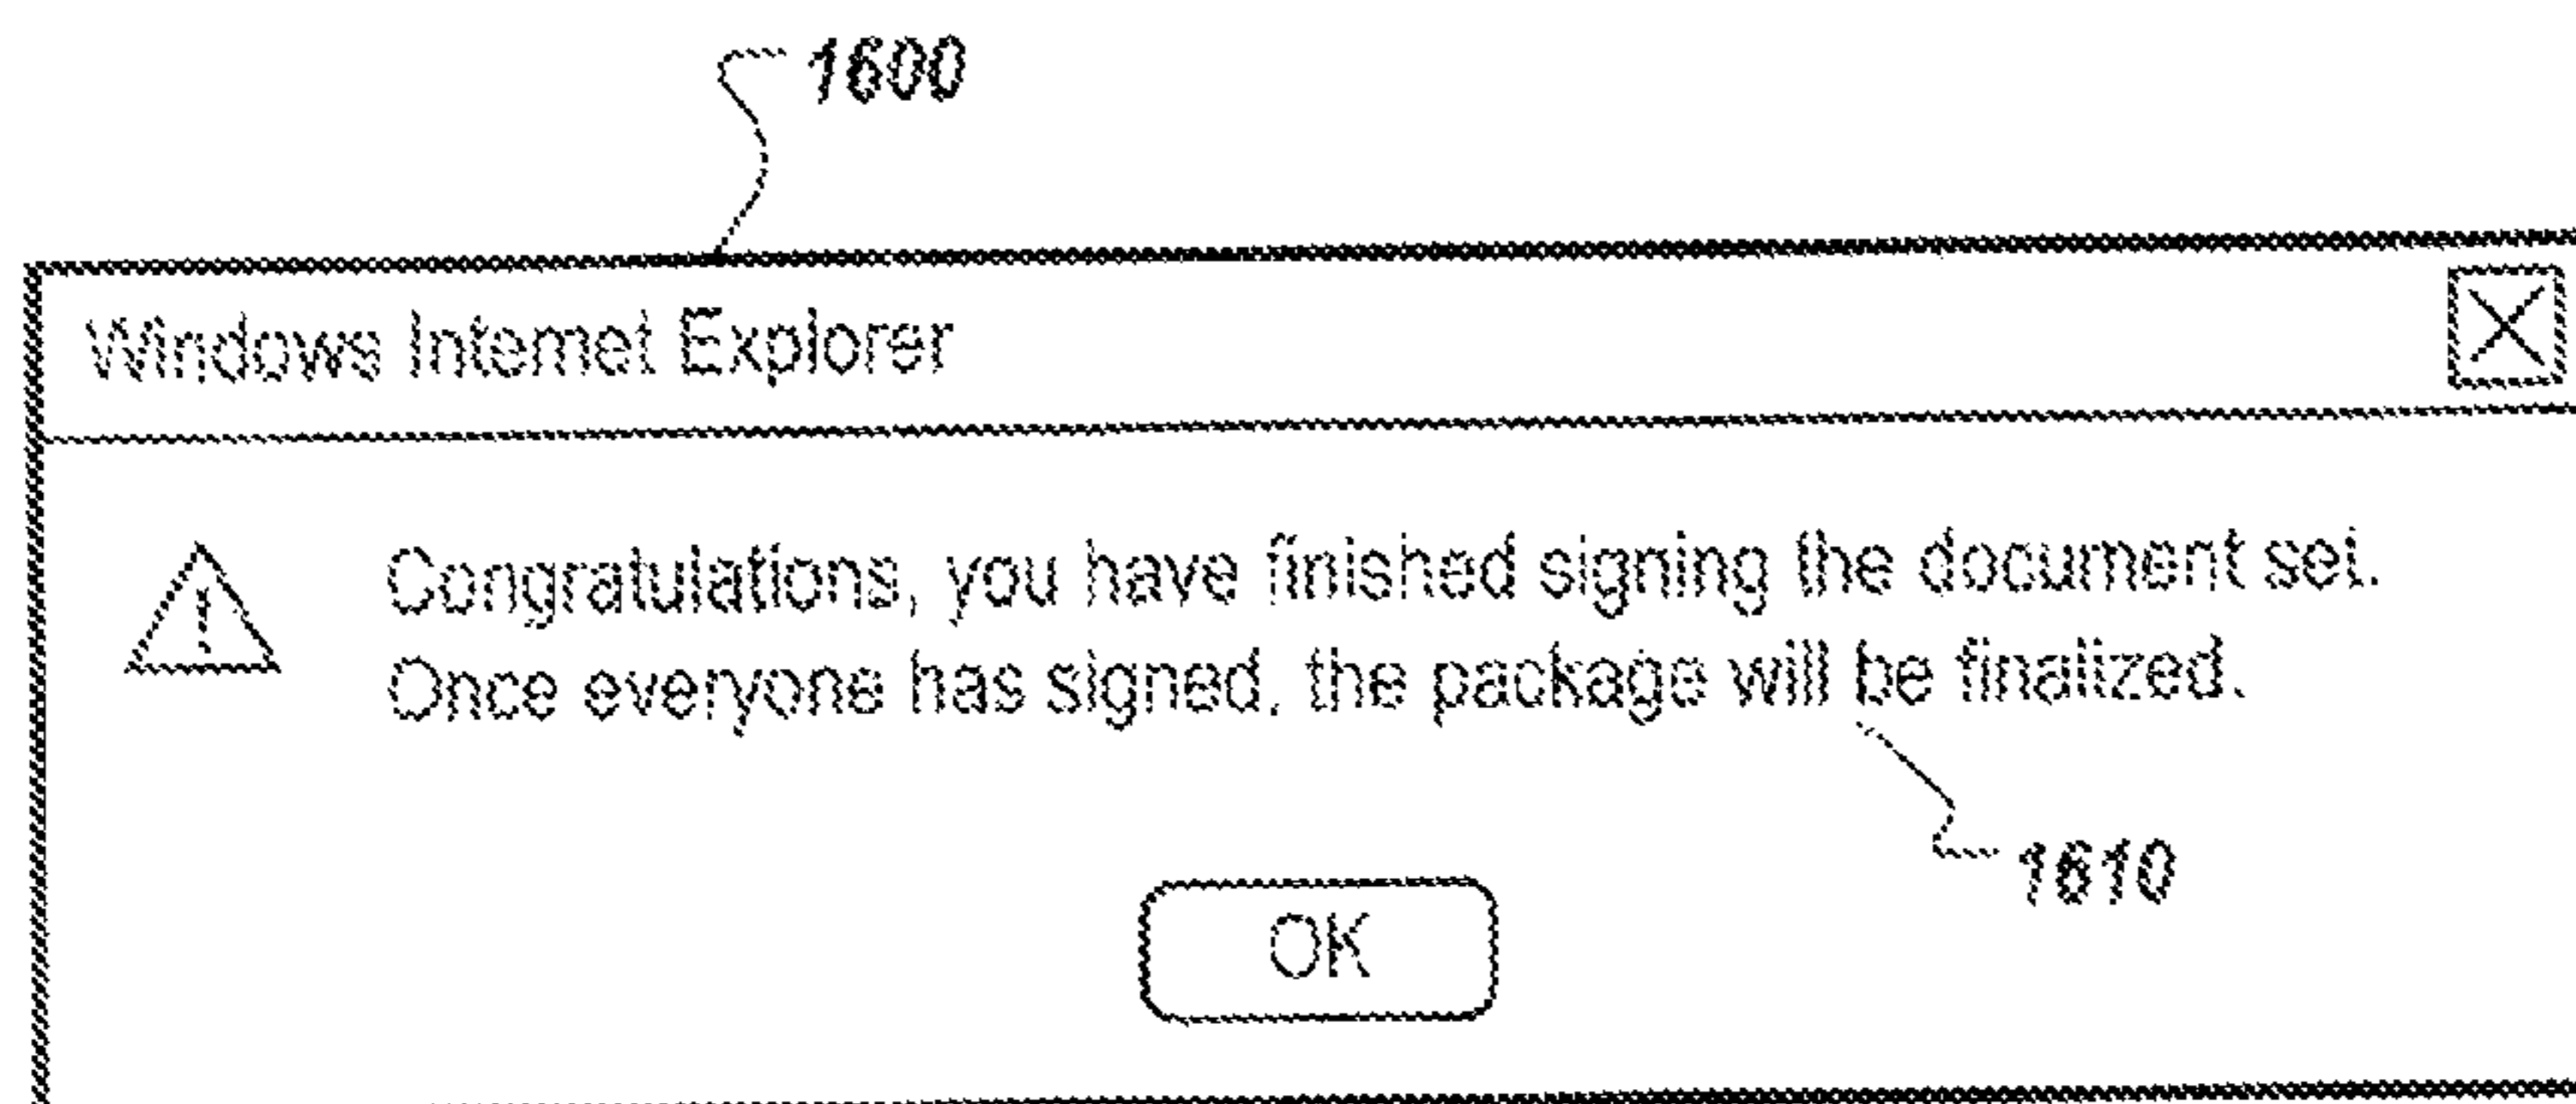 1600
Windows Internet Explorer
Congratulations, you have finished signing the document set.
Once everyone has signed, the package will be finalized.
1610
OK